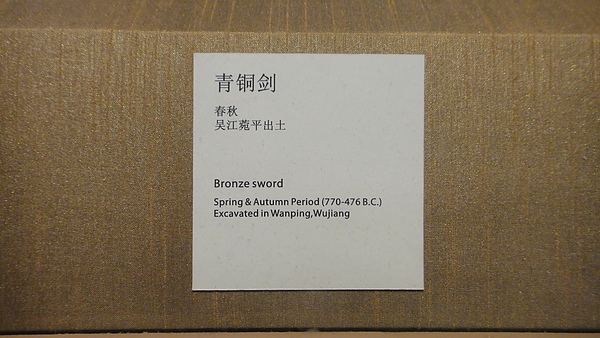 青铜剑
春秋
吴江菀平出土
Bronze sword
Spring & Autumn Period (770-476 B.C.)
Excavated in Wanping,Wujiang